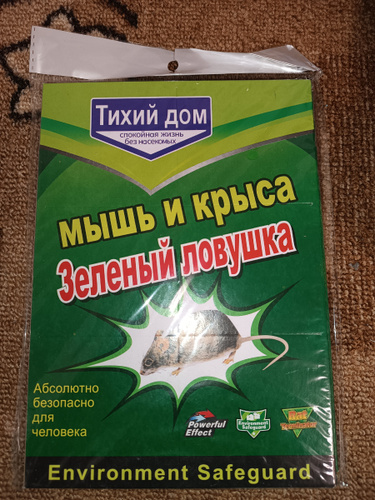 Тихий дом
спокойная жизнь
без насекомых
мышь и крыса
Зеленый ловушка
Абсолютно
безопасно
для
человека
Powerful
Effect
Environment
Safeguard
Environment Safeguard